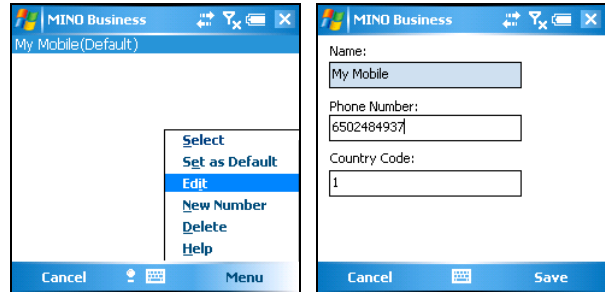 MINO Business
My Mobile(Default)
Select
Set as Default
Edit
New Number
Delete
Help
Cancel
Menu
MINO Business
Name:
My Mobile
Phone Number:
6502484937
Country Code:
1
Cancel
Save